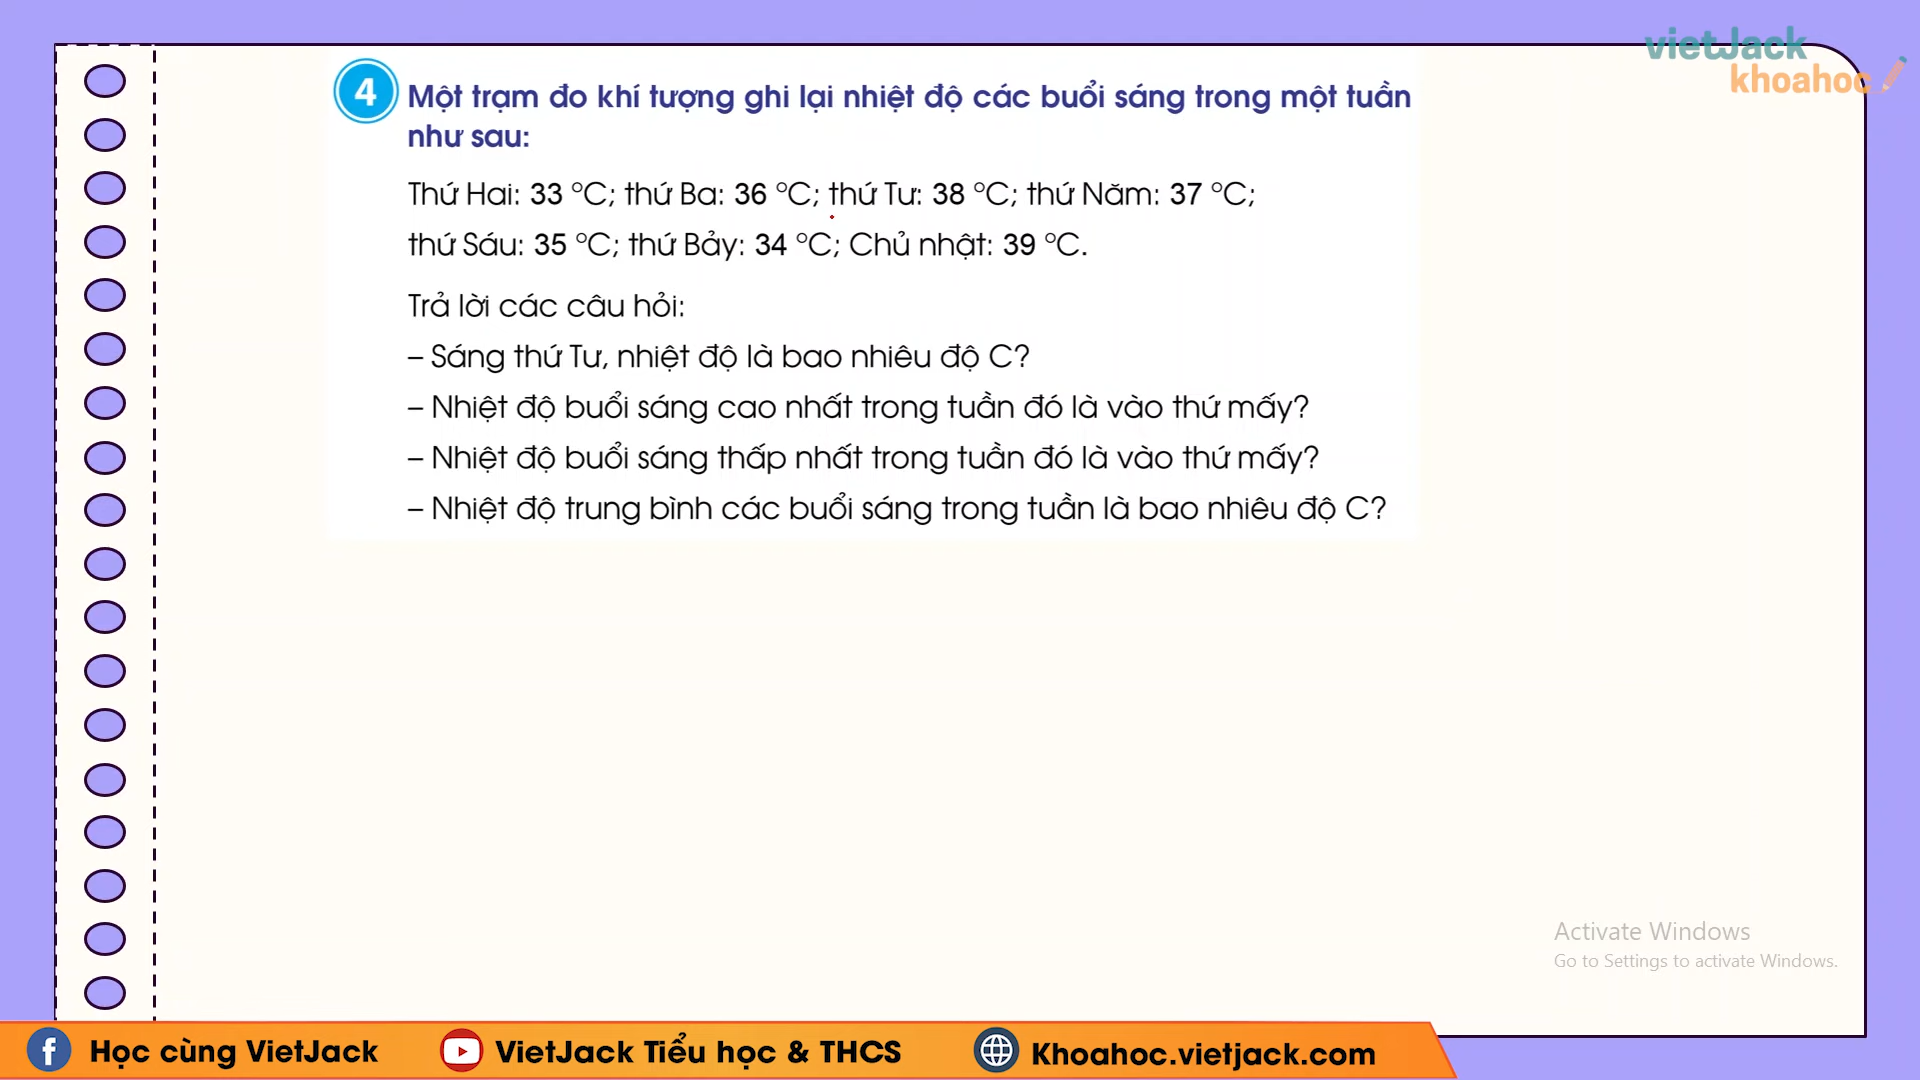 vietJack
khoahoc
4 Một trạm đo khí tượng ghi lại nhiệt độ các buổi sáng trong một tuần
như sau:
Thứ Hai: 33 °C; thứ Ba: 36 °C; thứ Tư: 38 °C; thứ Năm: 37 °C;
thứ Sáu: 35 °C; thứ Bảy: 34 °C; Chủ nhật: 39 °C.
Trả lời các câu hỏi:
– Sáng thứ Tư, nhiệt độ là bao nhiêu độ C?
– Nhiệt độ buổi sáng cao nhất trong tuần đó là vào thứ mấy?
– Nhiệt độ buổi sáng thấp nhất trong tuần đó là vào thứ mấy?
– Nhiệt độ trung bình các buổi sáng trong tuần là bao nhiêu độ C?
Activate Windows
Go to Settings to activate Windows.
f Học cùng VietJack VietJack Tiểu học & THCS Khoahoc.vietjack.com